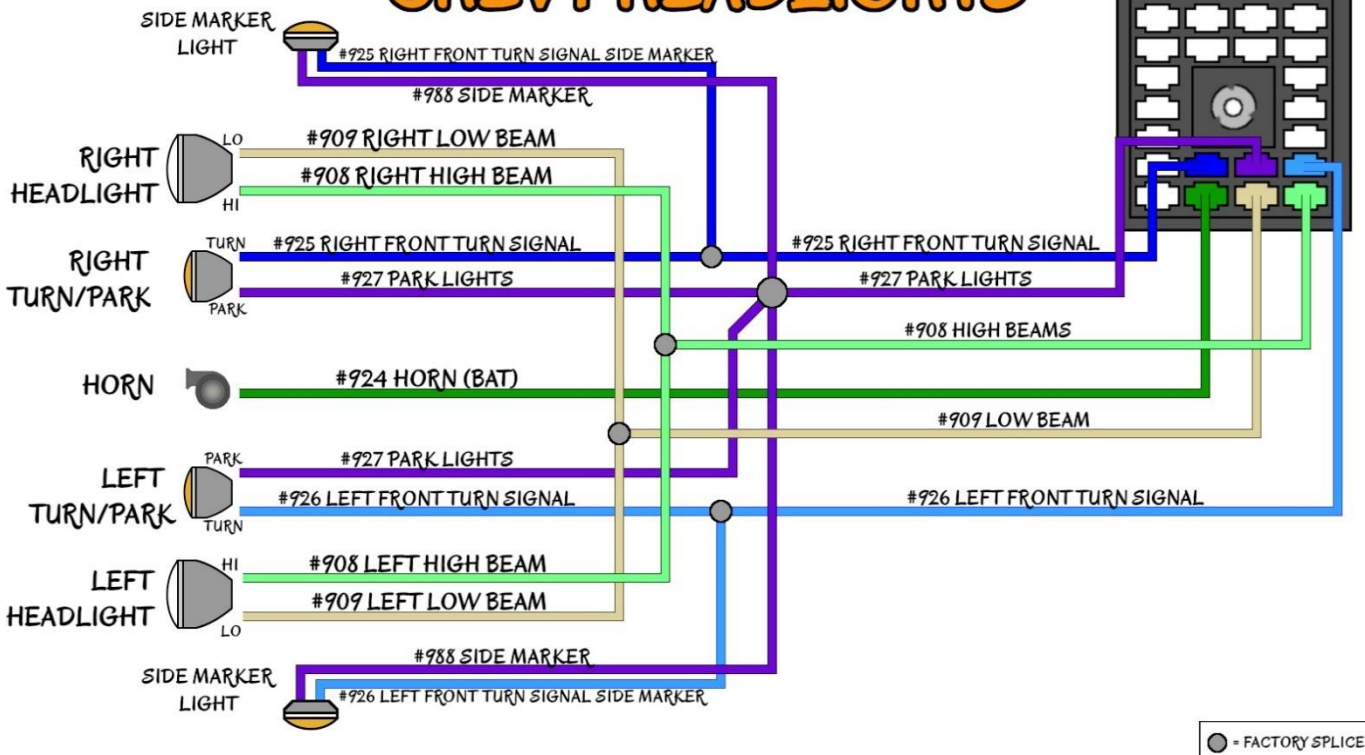 CHEVY HEADLIGHTS
SIDE MARKER
LIGHT
#925 RIGHT FRONT TURN SIGNAL SIDE MARKER
#988 SIDE MARKER
RIGHT
HEADLIGHT
LO
#909 RIGHT LOW BEAM
#908 RIGHT HIGH BEAM
HI
RIGHT
TURN/PARK
TURN
#925 RIGHT FRONT TURN SIGNAL
#925 RIGHT FRONT TURN SIGNAL
#927 PARK LIGHTS
#927 PARK LIGHTS
PARK
#908 HIGH BEAMS
HORN
#924 HORN (BAT)
#909 LOW BEAM
LEFT
TURN/PARK
PARK
#927 PARK LIGHTS
#926 LEFT FRONT TURN SIGNAL
#926 LEFT FRONT TURN SIGNAL
TURN
LEFT
HEADLIGHT
HI
#908 LEFT HIGH BEAM
#909 LEFT LOW BEAM
LO
#988 SIDE MARKER
SIDE MARKER
LIGHT
#926 LEFT FRONT TURN SIGNAL SIDE MARKER
= FACTORY SPLICE